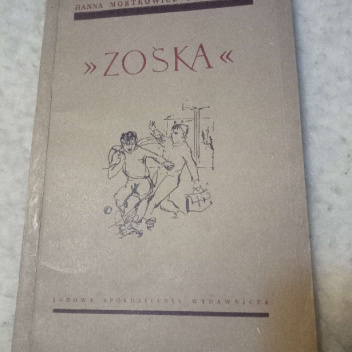 HANNA MORTKOWICZ
»ZOŚKA«
LUDOWA SPÓŁDZIELNIA WYDAWNICZA